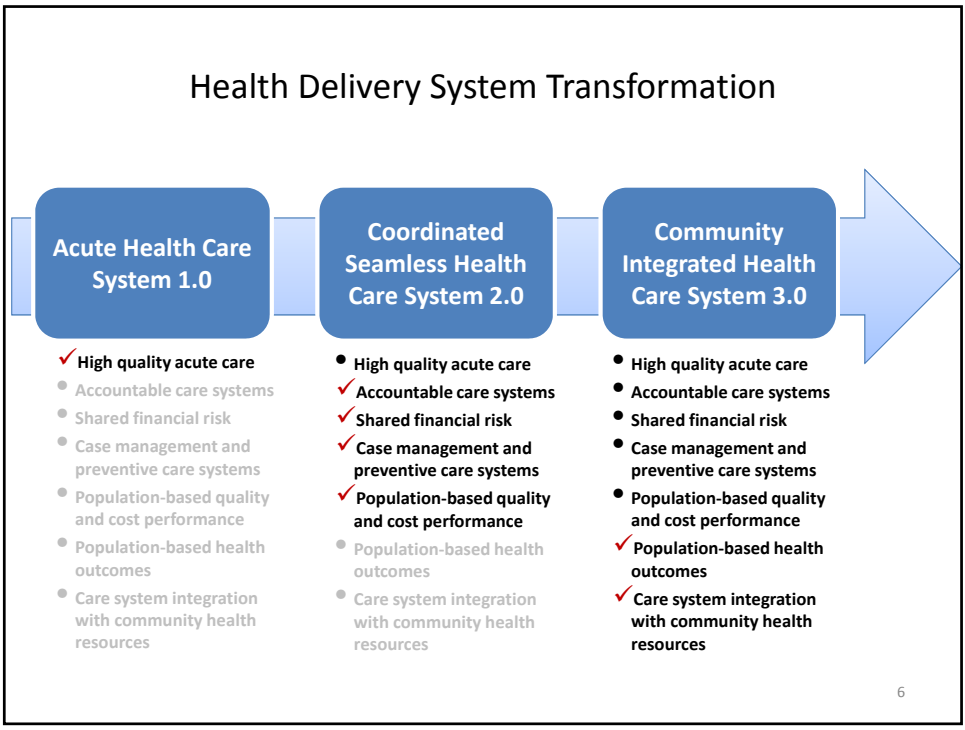 Health Delivery System Transformation
Acute Health Care
System 1.0
✓High quality acute care
• Accountable care systems
• Shared financial risk
• Case management and
preventive care systems
• Population-based quality
and cost performance
• Population-based health
outcomes
• Care system integration
with community health
resources
Coordinated
Seamless Health
Care System 2.0
• High quality acute care
✓Accountable care systems
✓Shared financial risk
✓Case management and
preventive care systems
✓Population-based quality
and cost performance
• Population-based health
outcomes
• Care system integration
with community health
resources
Community
Integrated Health
Care System 3.0
• High quality acute care
• Accountable care systems
• Shared financial risk
• Case management and
preventive care systems
• Population-based quality
and cost performance
✓Population-based health
outcomes
✓Care system integration
with community health
resources
6